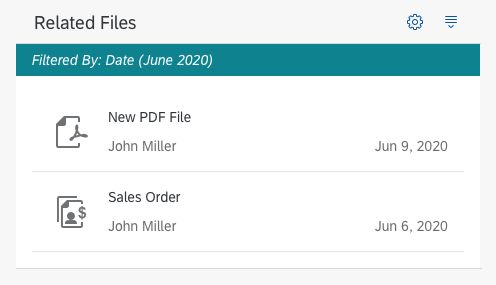 Related Files
Filtered By: Date (June 2020)
New PDF File
John Miller Jun 9, 2020
Sales Order
John Miller Jun 6, 2020